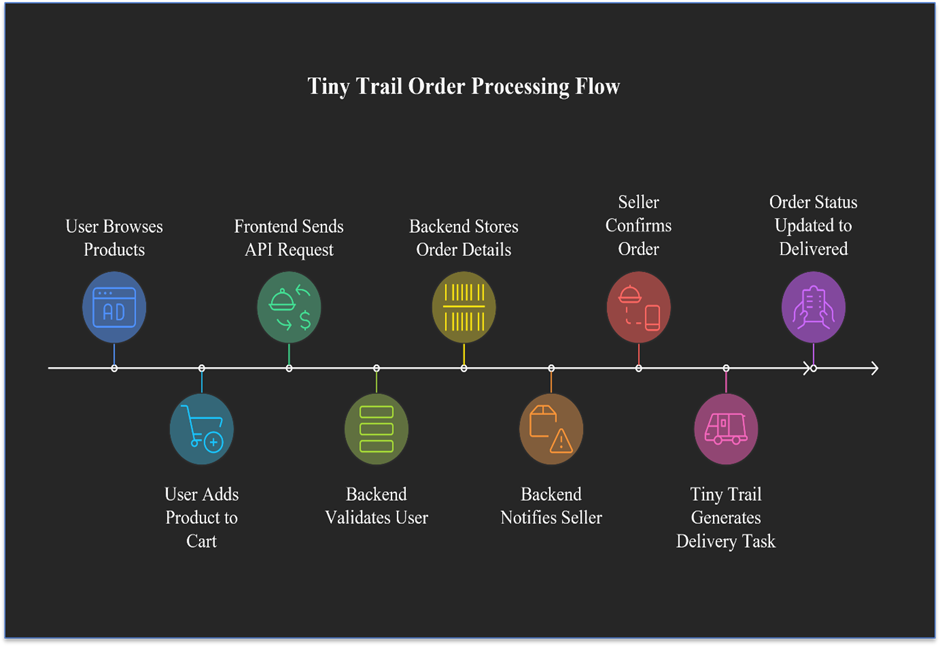 Tiny Trail Order Processing Flow
User Browses
Products
AD
User Adds
Product to
Cart
Frontend Sends
API Request
$
Backend
Validates User
Backend Stores
Order Details
Backend
Notifies Seller
Seller
Confirms
Order
Tiny Trail
Generates
Delivery Task
Order Status
Updated to
Delivered